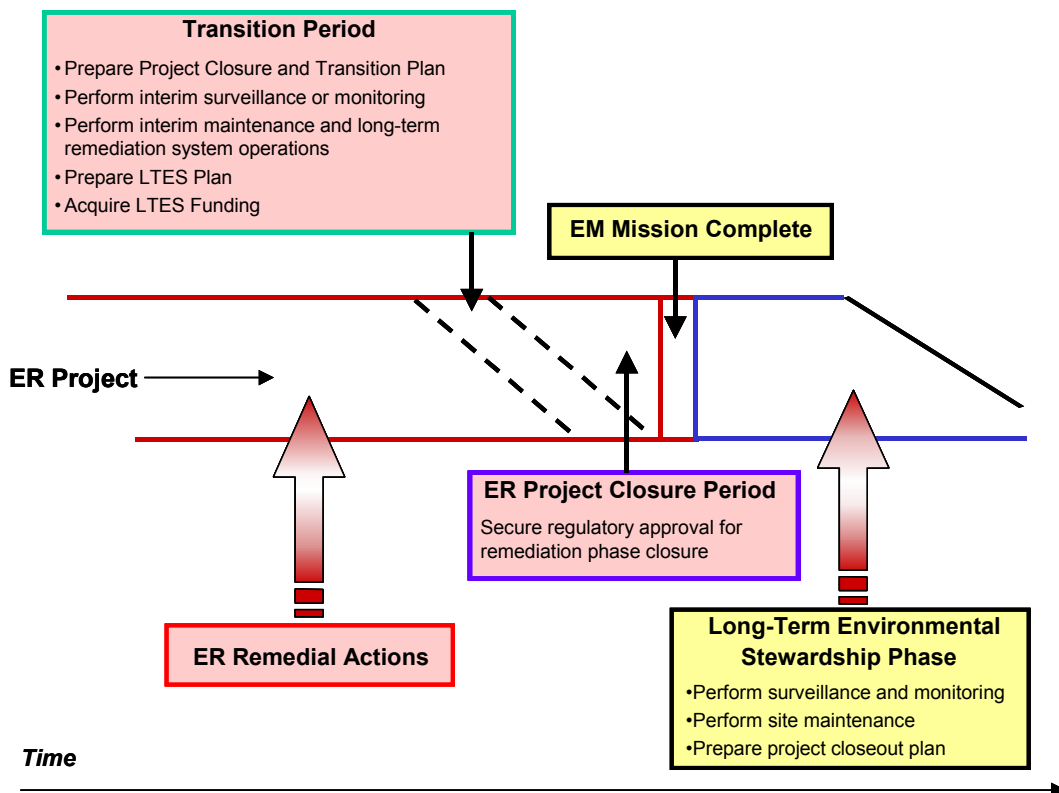 Transition Period
•Prepare Project Closure and Transition Plan
•Perform interim surveillance or monitoring
•Perform interim maintenance and long-term
remediation system operations
•Prepare LTES Plan
•Acquire LTES Funding
EM Mission Complete
ER Project
ER Project Closure Period
Secure regulatory approval for
remediation phase closure
ER Remedial Actions
Long-Term Environmental
Stewardship Phase
•Perform surveillance and monitoring
•Perform site maintenance
•Prepare project closeout plan
Time